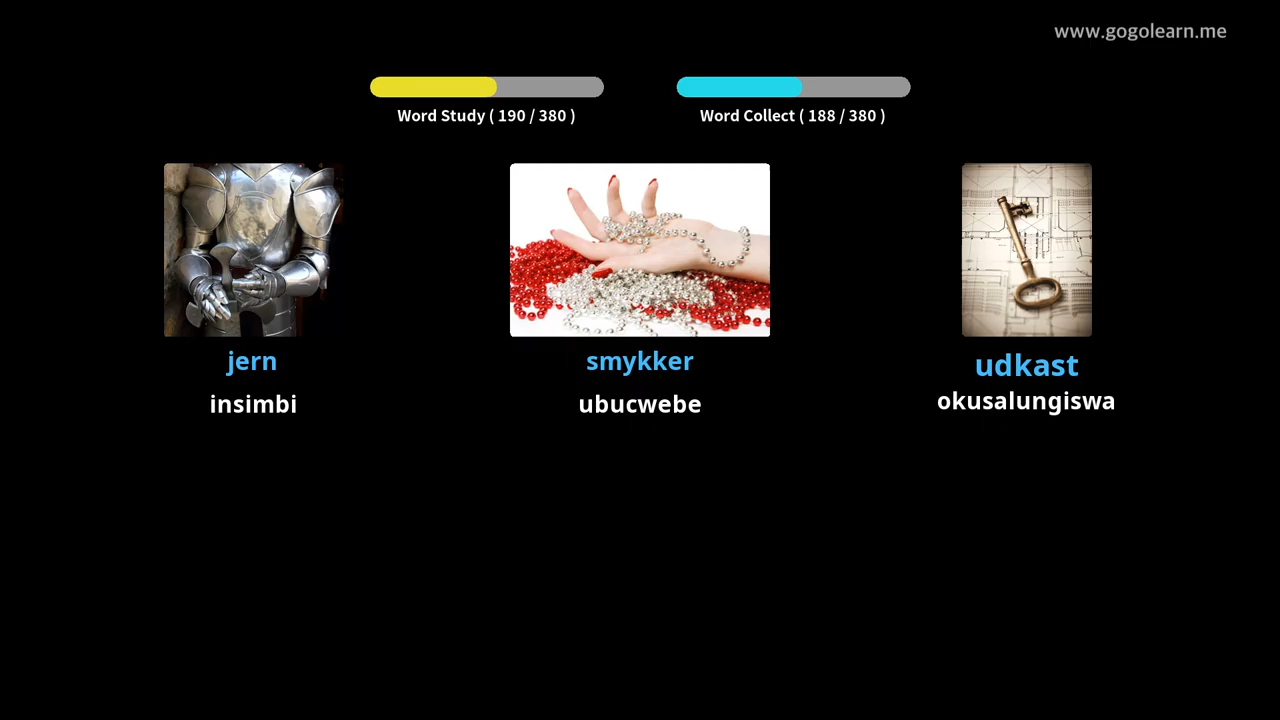 www.gogolearn.me
Word Study ( 190 / 380 )
Word Collect ( 188 / 380 )
jern
smykker
udkast
insimbi
ubucwebe
okusalungiswa